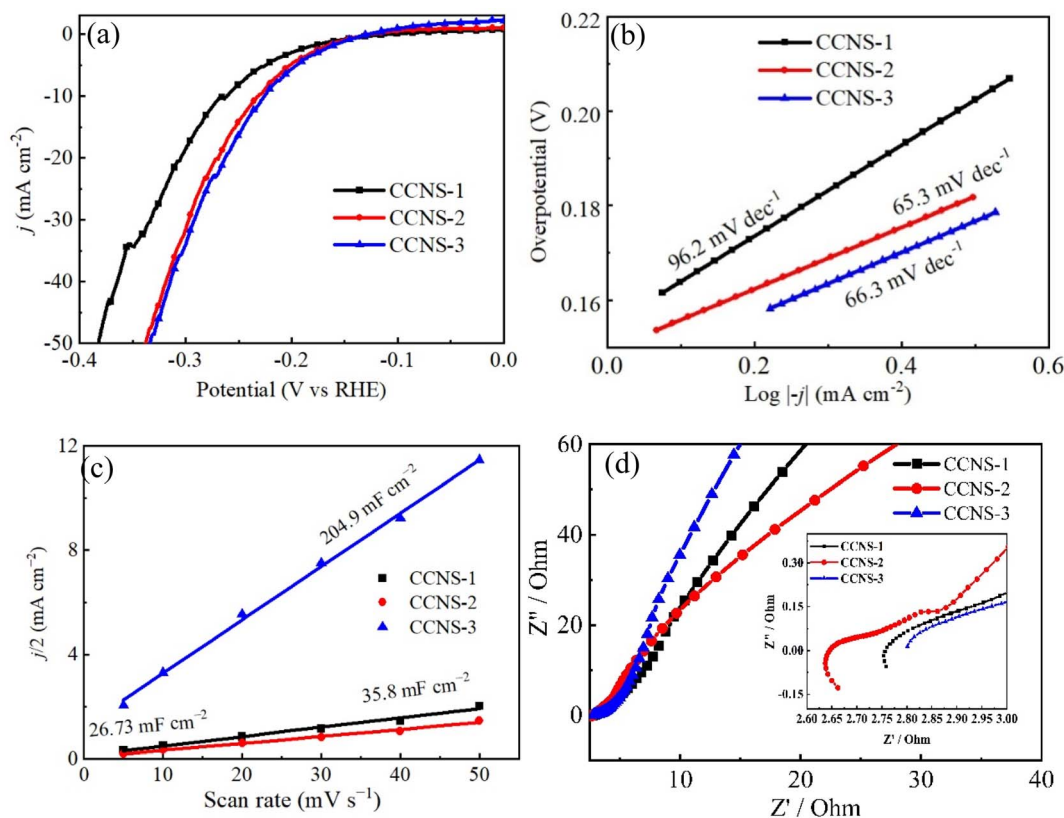 (a)
0
-10
-20
-30
-40
-50
j (mA cm⁻²)
CCNS-1
CCNS-2
CCNS-3
-0.4
-0.3
-0.2
-0.1
0.0
Potential (V vs RHE)
(b)
0.22
0.20
0.18
0.16
Overpotential (V)
CCNS-1
CCNS-2
CCNS-3
96.2 mV dec⁻¹
65.3 mV dec⁻¹
66.3 mV dec⁻¹
0.0
0.2
0.4
0.6
Log |-j| (mA cm⁻²)
(c)
12
9
6
3
0
j/2 (mA cm⁻²)
204.9 mF cm⁻²
CCNS-1
CCNS-2
CCNS-3
35.8 mF cm⁻²
26.73 mF cm⁻²
0
10
20
30
40
50
Scan rate (mV s⁻¹)
(d)
60
40
20
0
Z'' / Ohm
CCNS-1
CCNS-2
CCNS-3
0.30
0.15
0.00
-0.15
Z'' / Ohm
CCNS-1
CCNS-2
CCNS-3
2.60 2.65 2.70 2.75 2.80 2.85 2.90 2.95 3.00
Z' / Ohm
10
20
30
40
Z' / Ohm